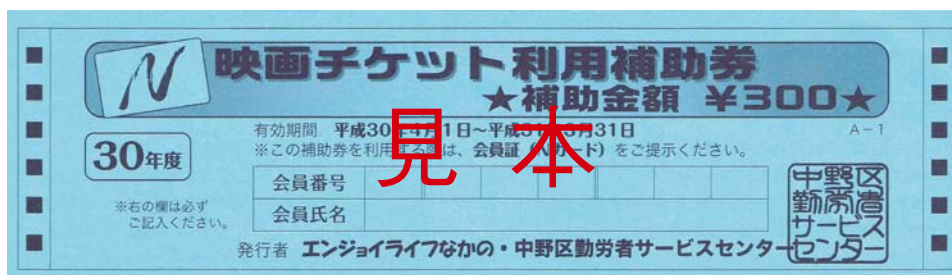 N 映画チケット利用補助券
★補助金額 ¥300★
見本
有効期間 平成30年4月1日～平成31年3月31日
A-1
30年度
※この補助券を利用する際は、会員証（Nカード）をご提示ください。
会員番号
※右の欄は必ず
ご記入ください。
会員氏名
中野区
勤労者
サービス
センター
発行者 エンジョイライフなかの・中野区勤労者サービスセンター